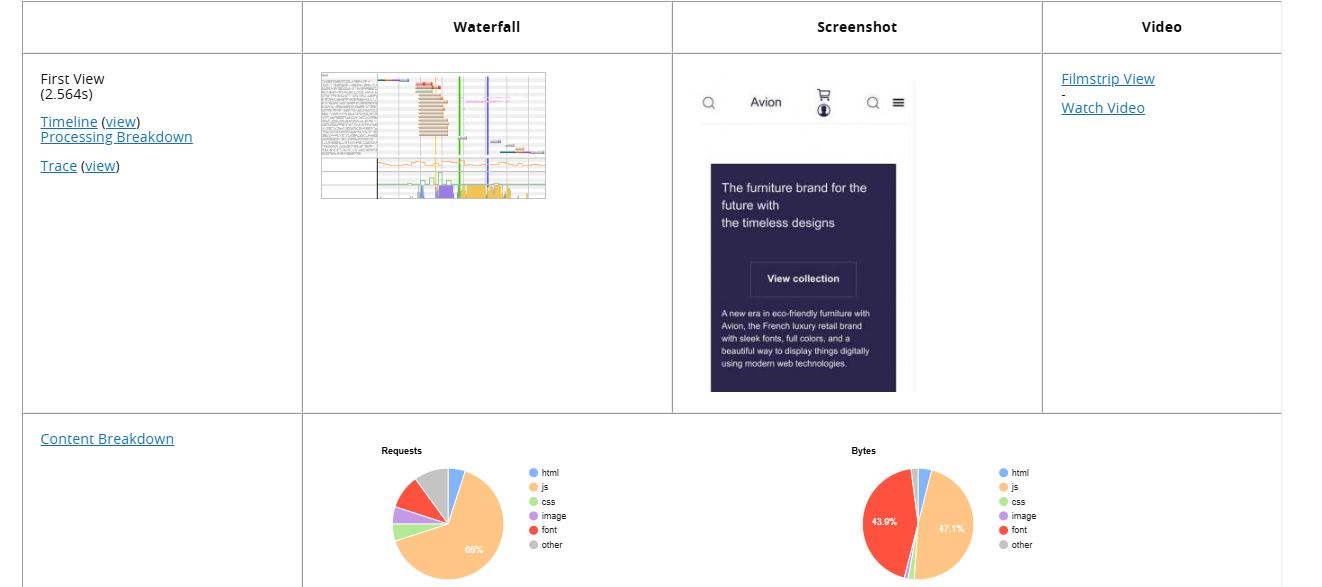 Waterfall
Screenshot
Video
First View
(2.564s)
Timeline (view)
Processing Breakdown
Trace (view)
Avion
The furniture brand for the
future with
the timeless designs
View collection
A new era in eco-friendly furniture with
Avion, the French luxury retail brand
with sleek fonts, full colors, and a
beautiful way to display things digitally
using modern web technologies.
Filmstrip View
-
Watch Video
Content Breakdown
Requests
html
js
css
image
font
other
65%
Bytes
html
js
css
image
font
other
43.9%
47.1%